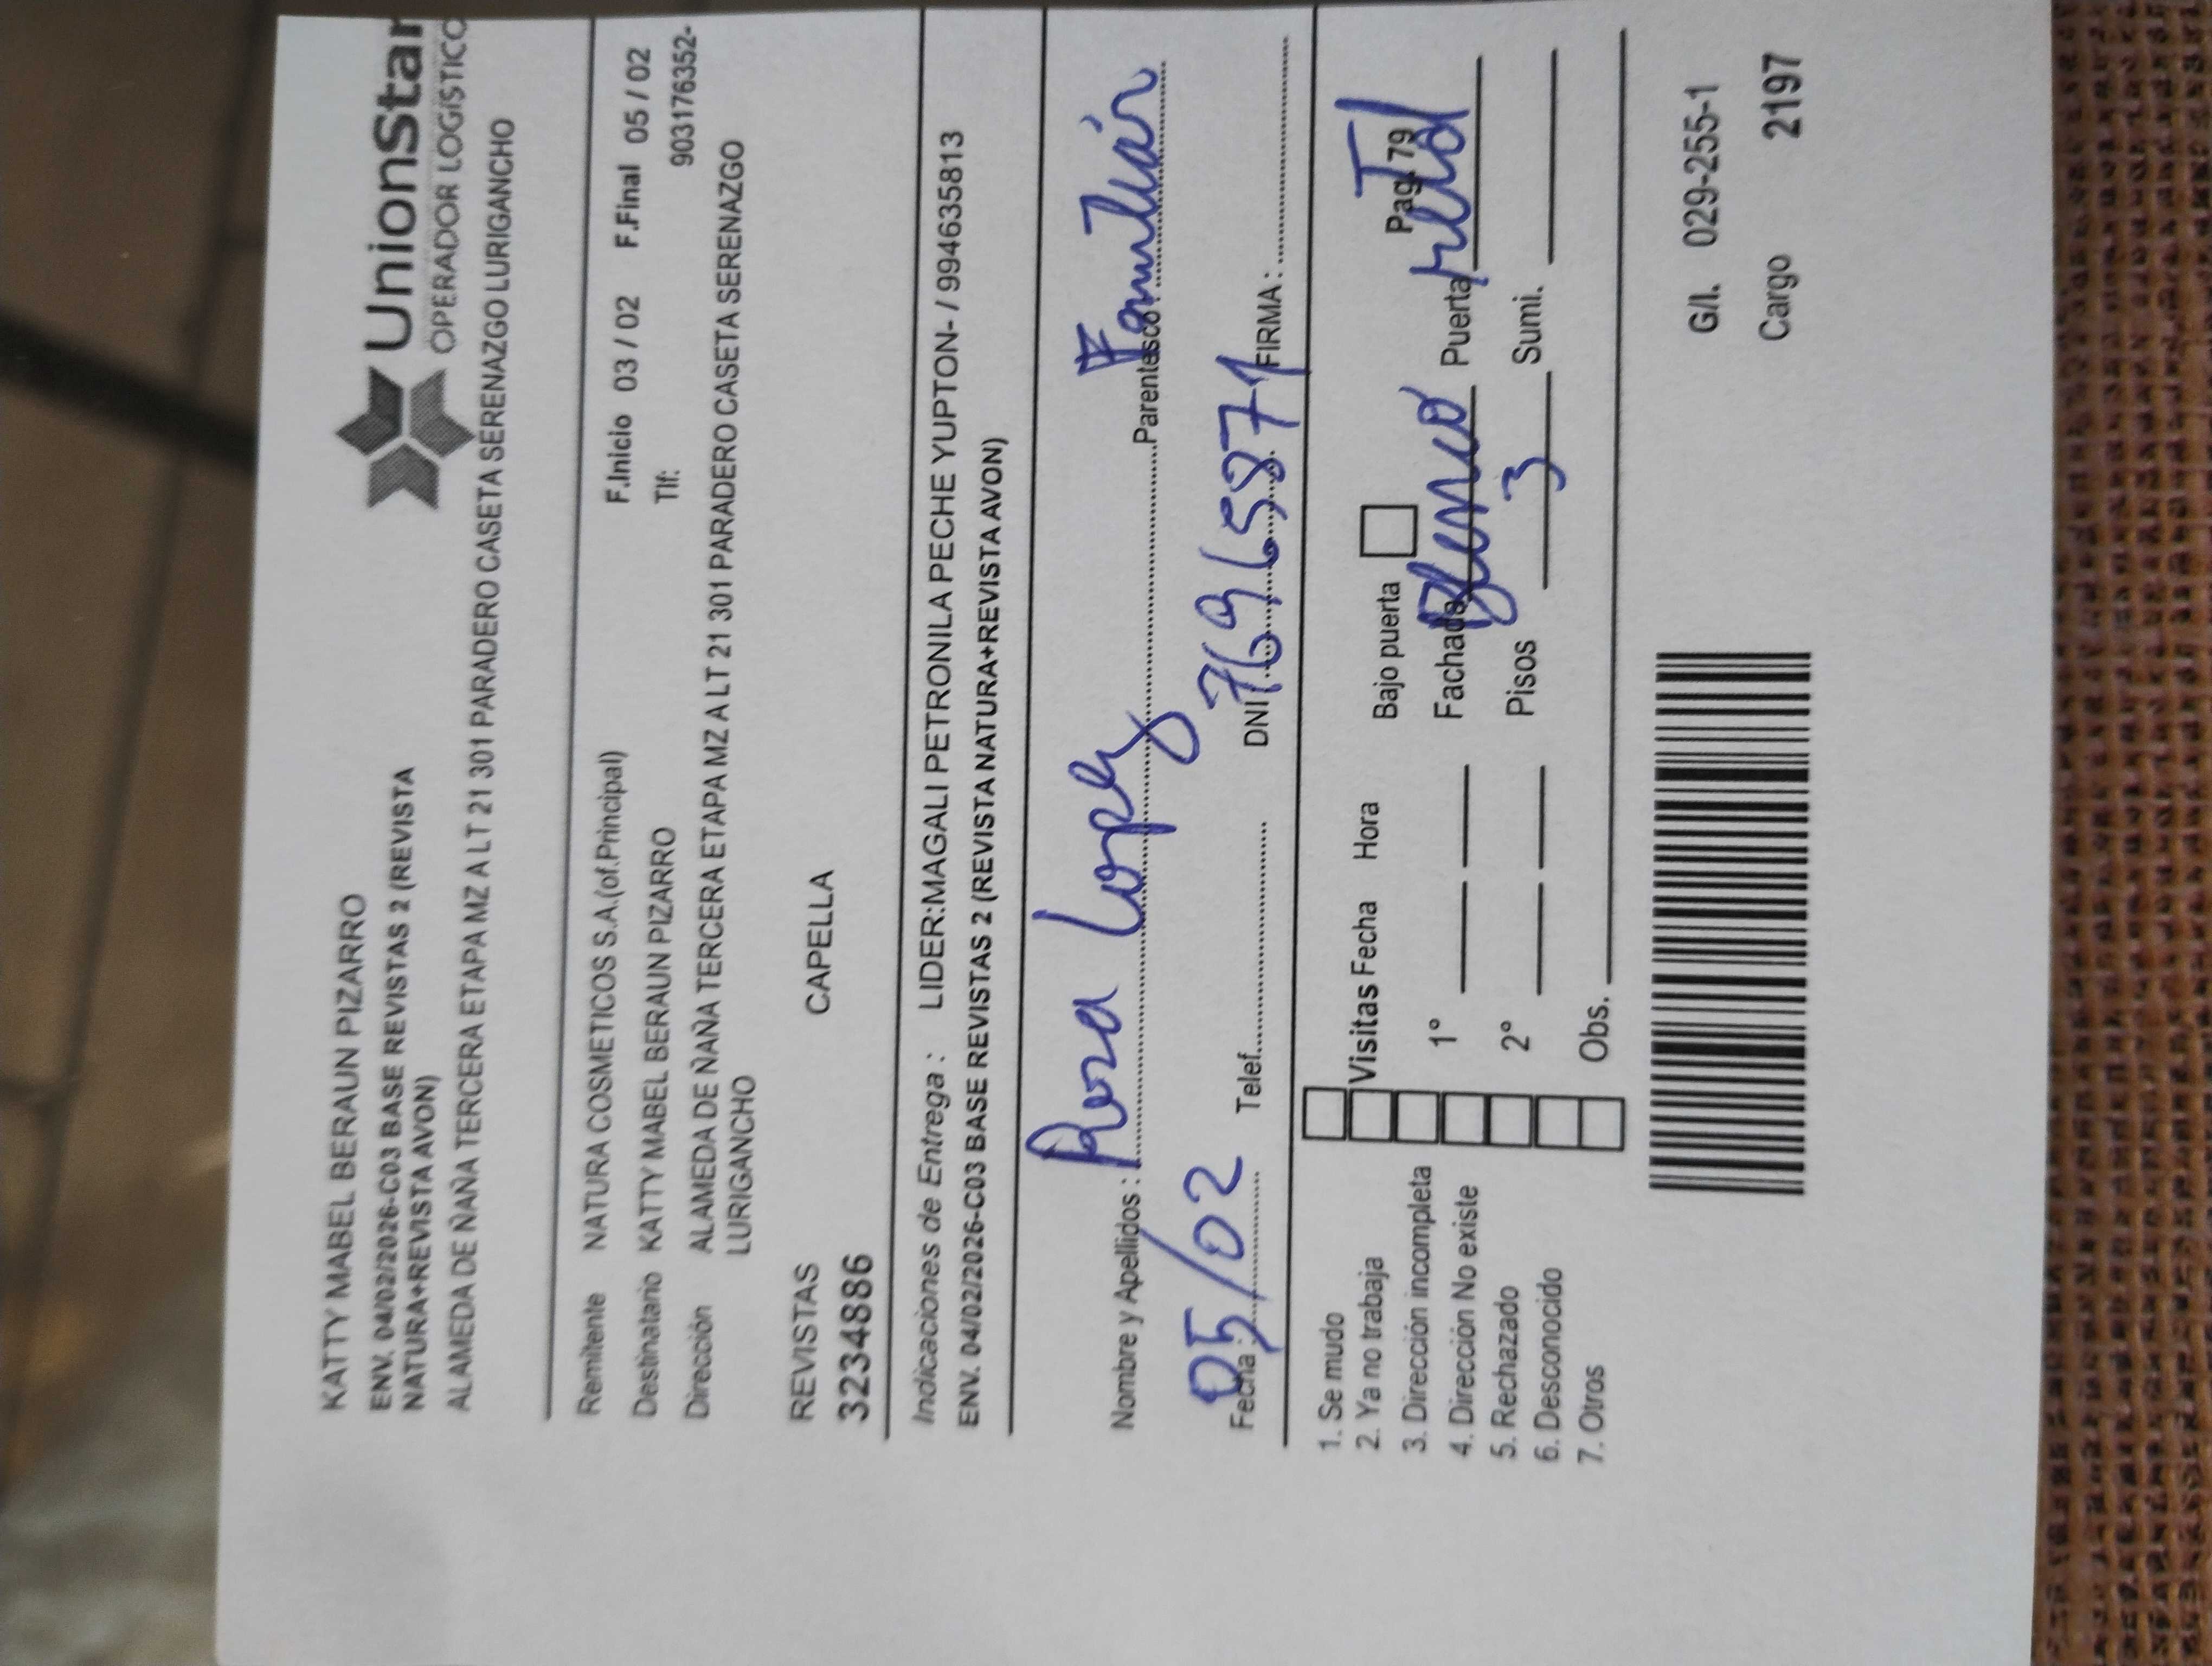 KATTY MABEL BERAUN PIZARRO
ENV. 04/02/2026-C03 BASE REVISTAS 2 (REVISTA
NATURA+REVISTA AVON)
UnionStar
OPERADOR LOGÍSTICO
ALAMEDA DE ÑAÑA TERCERA ETAPA MZ A LT 21 301 PARADERO CASETA SERENAZGO LURIGANCHO
Remitente NATURA COSMETICOS S.A.(of.Principal) F.Inicio 03 / 02 F.Final 05 / 02
Destinatario KATTY MABEL BERAUN PIZARRO Tlf: 903176352-
Dirección ALAMEDA DE ÑAÑA TERCERA ETAPA MZ A LT 21 301 PARADERO CASETA SERENAZGO
LURIGANCHO
REVISTAS CAPELLA
3234886
Indicaciones de Entrega : LIDER:MAGALI PETRONILA PECHE YUPTON- / 994635813
ENV. 04/02/2026-C03 BASE REVISTAS 2 (REVISTA NATURA+REVISTA AVON)
Nombre y Apellidos : Rosa Lopez Parentesco : Familiar
Fecha : 05/02 Telef. DNI 76965871 FIRMA :
1. Se mudo
2. Ya no trabaja
3. Dirección incompleta
4. Dirección No existe
5. Rechazado
6. Desconocido
7. Otros
Visitas Fecha Hora Bajo puerta Pag. 79
1° Fachada Puerta
2° Pisos 3 Sumi.
Obs.
G/I. 029-255-1
Cargo 2197